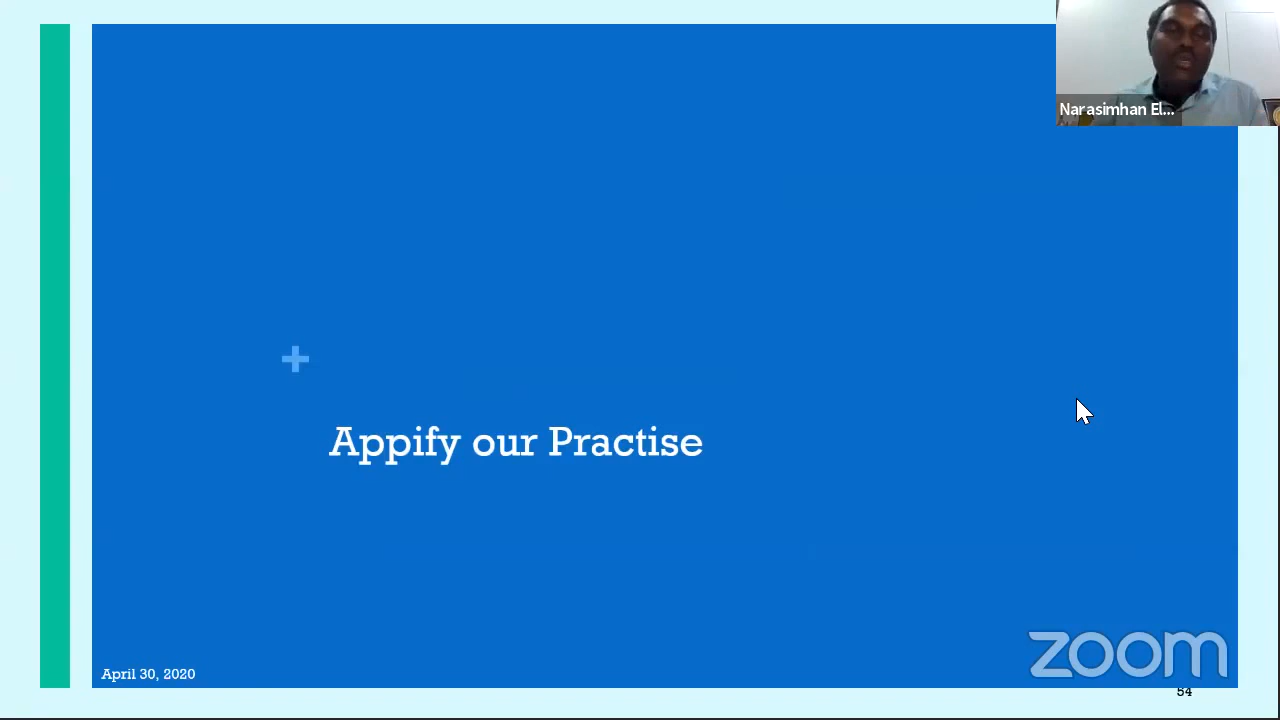 Narasimhan El...
+
Appify our Practise
April 30, 2020
zoom
54